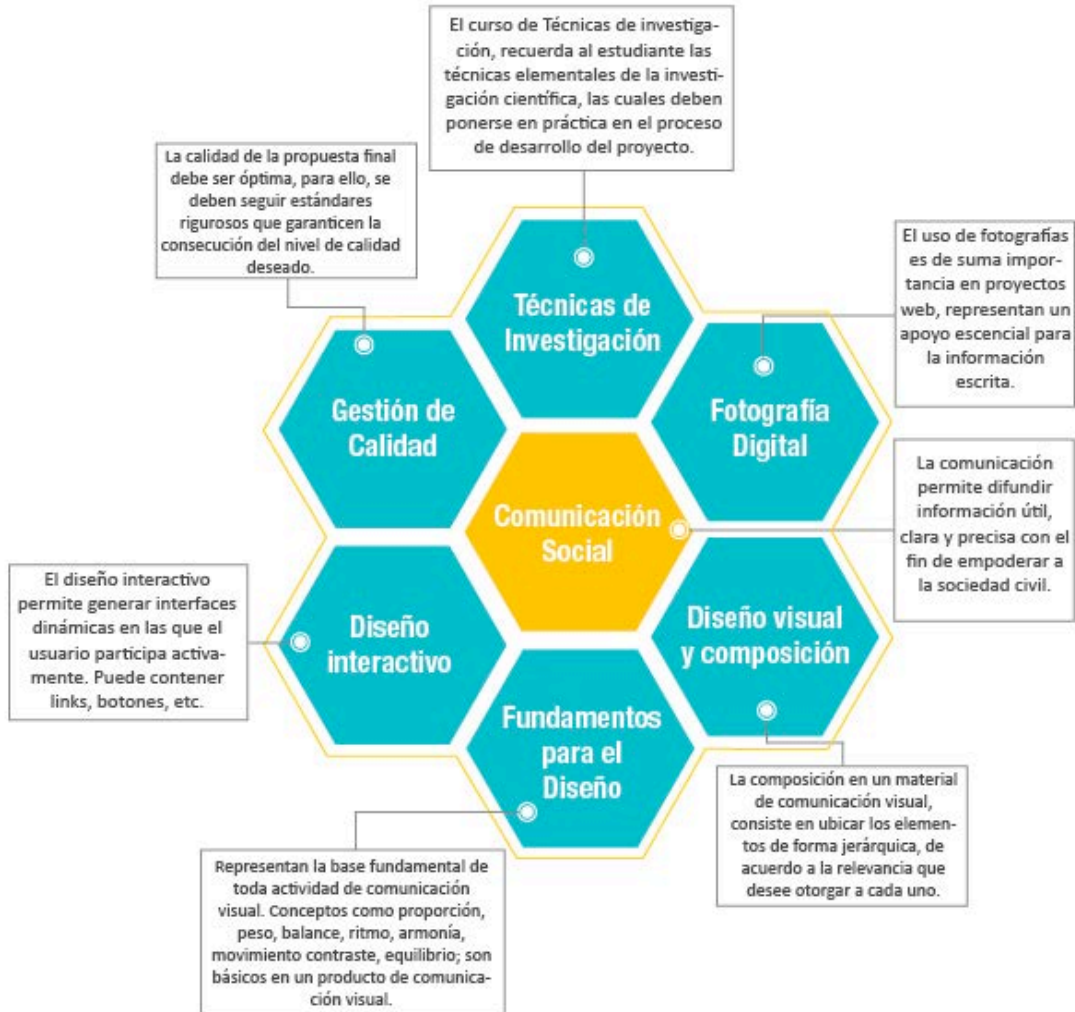 El curso de Técnicas de investiga-
ción, recuerda al estudiante las
técnicas elementales de la investi-
gación científica, las cuales deben
ponerse en práctica en el proceso
de desarrollo del proyecto.
La calidad de la propuesta final
debe ser óptima, para ello, se
deben seguir estándares
rigurosos que garanticen la
consecución del nivel de calidad
deseado.
El uso de fotografías
es de suma impor-
tancia en proyectos
web, representan un
apoyo escencial para
la información
escrita.
Técnicas de
Investigación
Gestión de
Calidad
Fotografía
Digital
Comunicación
Social
La comunicación
permite difundir
información útil,
clara y precisa con el
fin de empoderar a
la sociedad civil.
El diseño interactivo
permite generar interfaces
dinámicas en las que el
usuario participa activa-
mente. Puede contener
links, botones, etc.
Diseño
interactivo
Diseño visual
y composición
Fundamentos
para el
Diseño
La composición en un material
de comunicación visual,
consiste en ubicar los elemen-
tos de forma jerárquica, de
acuerdo a la relevancia que
desee otorgar a cada uno.
Representan la base fundamental de
toda actividad de comunicación
visual. Conceptos como proporción,
peso, balance, ritmo, armonía,
movimiento contraste, equilibrio; son
básicos en un producto de comunica-
ción visual.